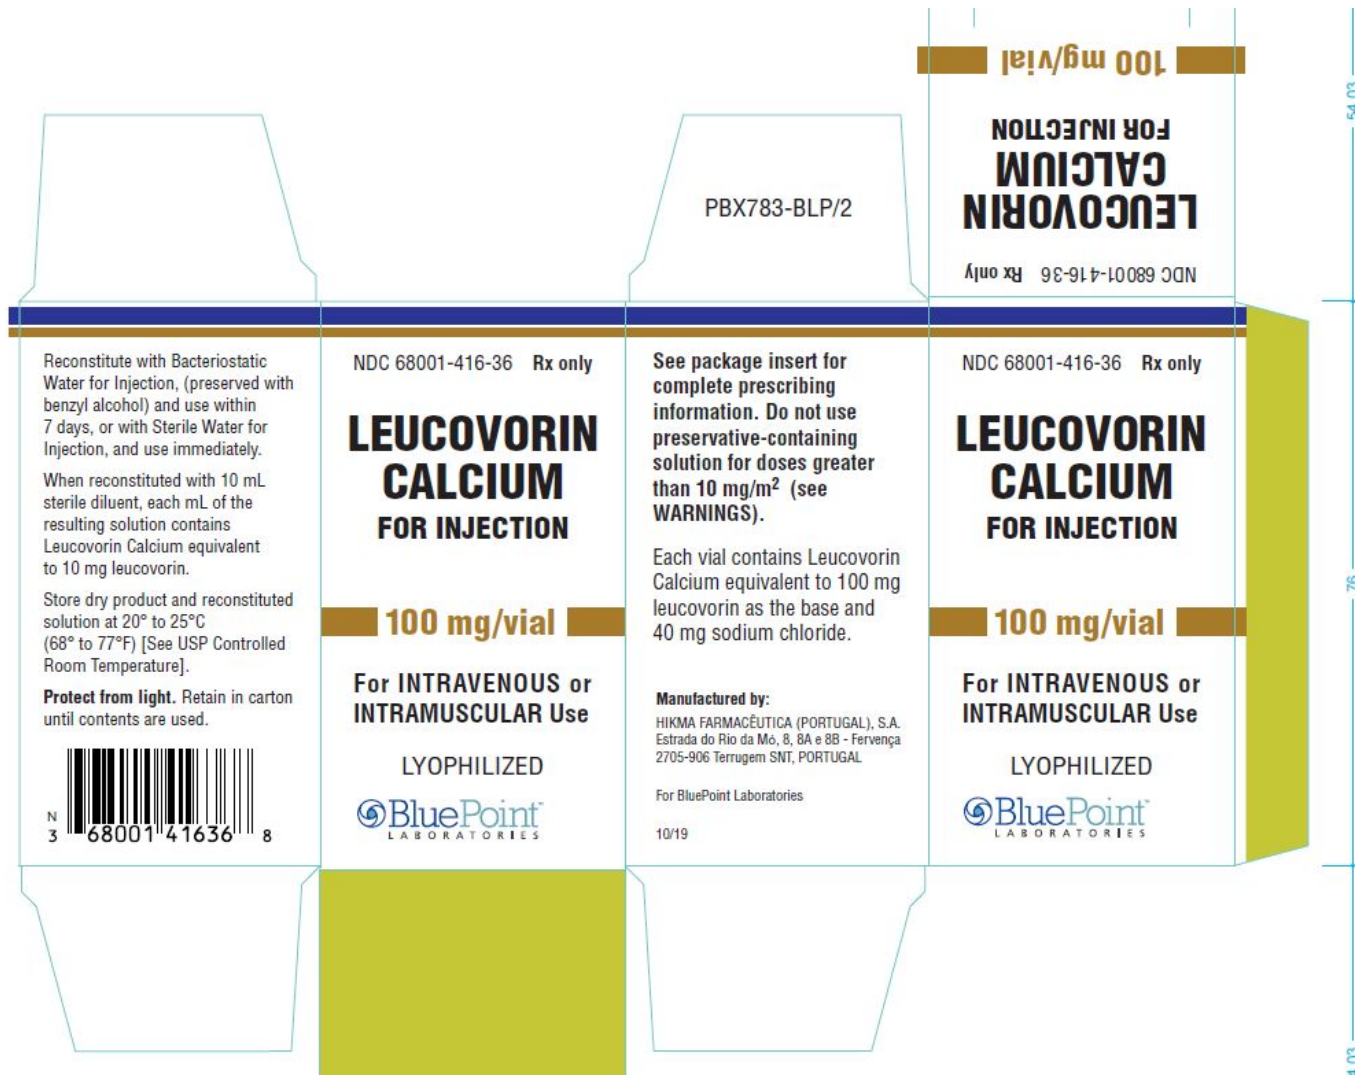 100 mg/vial
FOR INJECTION
CALCIUM
LEUCOVORIN
NDC 68001-416-36 Rx only
PBX783-BLP/2
Reconstitute with Bacteriostatic
Water for Injection, (preserved with
benzyl alcohol) and use within
7 days, or with Sterile Water for
Injection, and use immediately.
When reconstituted with 10 mL
sterile diluent, each mL of the
resulting solution contains
Leucovorin Calcium equivalent
to 10 mg leucovorin.
Store dry product and reconstituted
solution at 20° to 25°C
(68° to 77°F) [See USP Controlled
Room Temperature].
Protect from light. Retain in carton
until contents are used.
N
3 68001 41636 8
NDC 68001-416-36 Rx only
LEUCOVORIN
CALCIUM
FOR INJECTION
100 mg/vial
For INTRAVENOUS or
INTRAMUSCULAR Use
LYOPHILIZED
BluePoint™
LABORATORIES
See package insert for
complete prescribing
information. Do not use
preservative-containing
solution for doses greater
than 10 mg/m² (see
WARNINGS).
Each vial contains Leucovorin
Calcium equivalent to 100 mg
leucovorin as the base and
40 mg sodium chloride.
Manufactured by:
HIKMA FARMACÊUTICA (PORTUGAL), S.A.
Estrada do Rio da Mó, 8, 8A e 8B - Fervença
2705-906 Terrugem SNT, PORTUGAL
For BluePoint Laboratories
10/19
NDC 68001-416-36 Rx only
LEUCOVORIN
CALCIUM
FOR INJECTION
100 mg/vial
For INTRAVENOUS or
INTRAMUSCULAR Use
LYOPHILIZED
BluePoint™
LABORATORIES
54.03
76